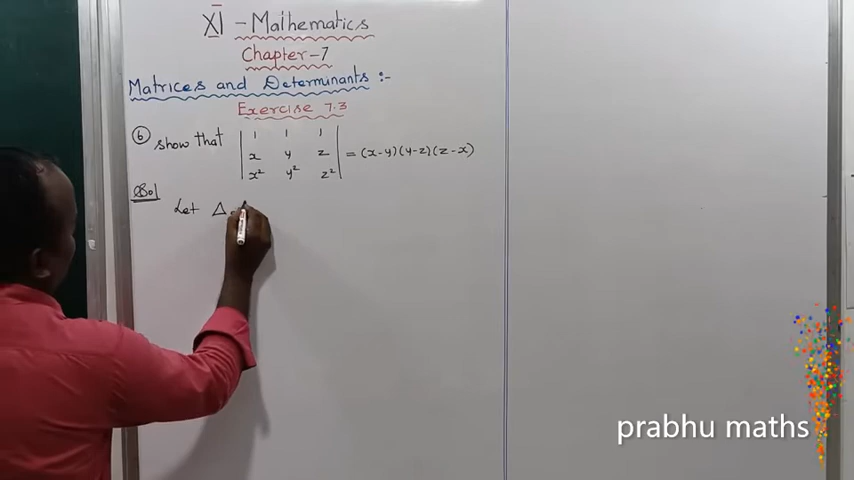 XI - Mathematics
Chapter-7
Matrices and Determinants :-
Exercise 7.3
⑥ show that | 1 1 1 |
| x y z | = (x-y)(y-z)(z-x)
| x² y² z² |
Sol
Let Δ =
prabhu maths